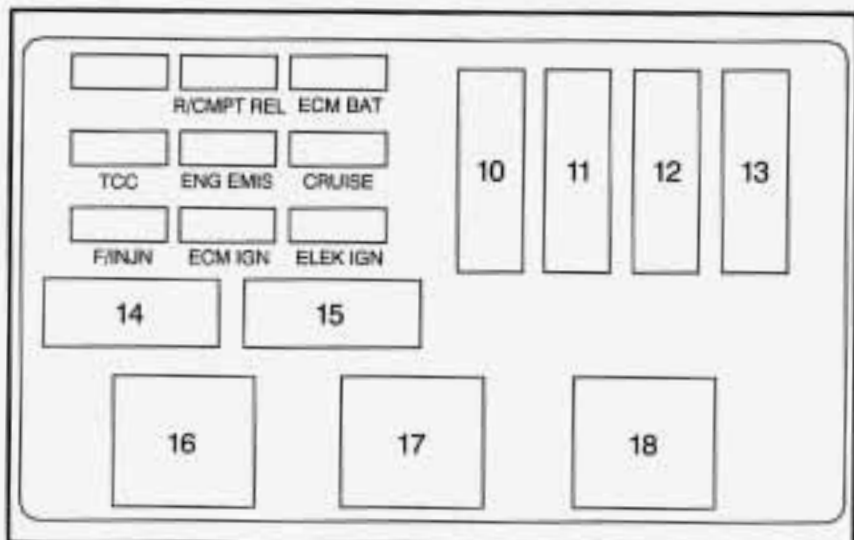 R/CMPT REL ECM BAT
TCC ENG EMIS CRUISE
F/INJN ECM IGN ELEK IGN
10 11 12 13
14 15
16 17 18